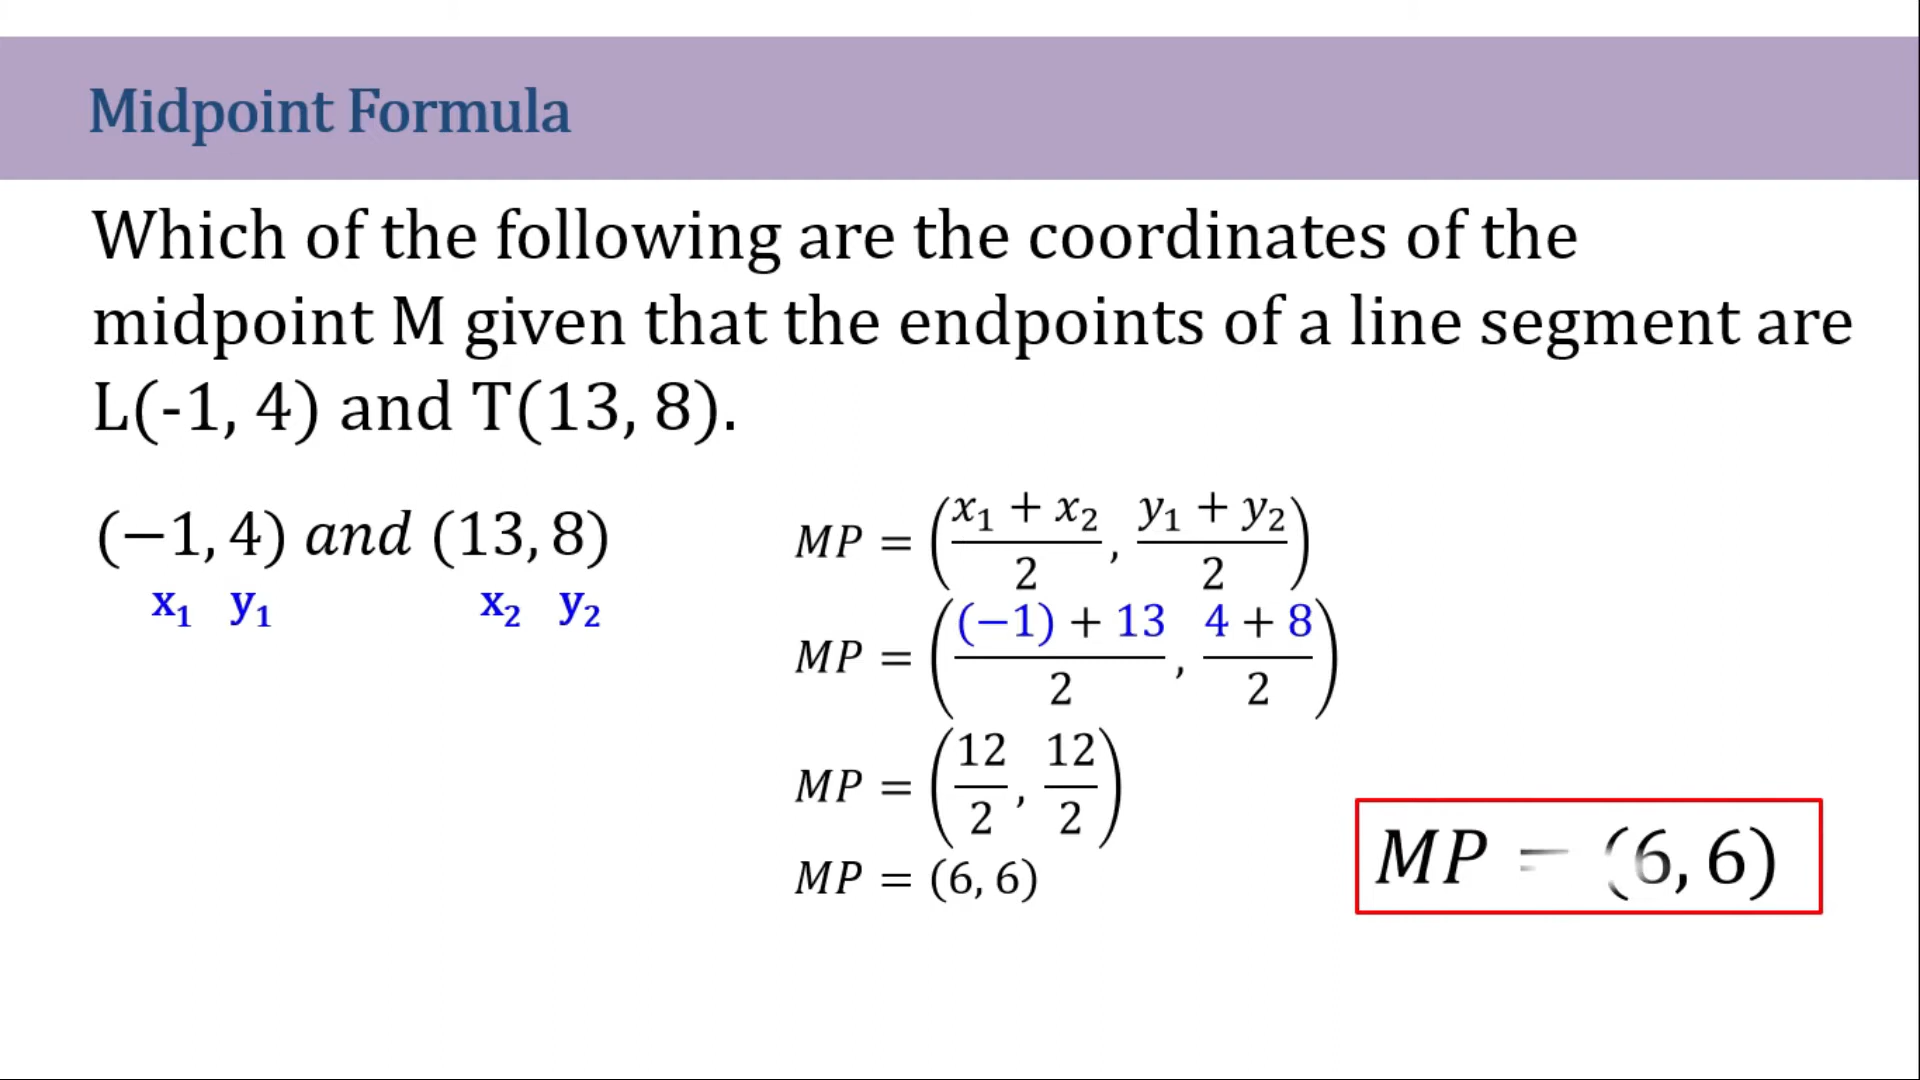 Midpoint Formula
Which of the following are the coordinates of the
midpoint M given that the endpoints of a line segment are
L(-1, 4) and T(13, 8).
(−1, 4) and (13, 8)
x₁ y₁ x₂ y₂
MP = ((x₁ + x₂)/2, (y₁ + y₂)/2)
MP = (((−1) + 13)/2, (4 + 8)/2)
MP = (12/2, 12/2)
MP = (6, 6)
MP = (6, 6)